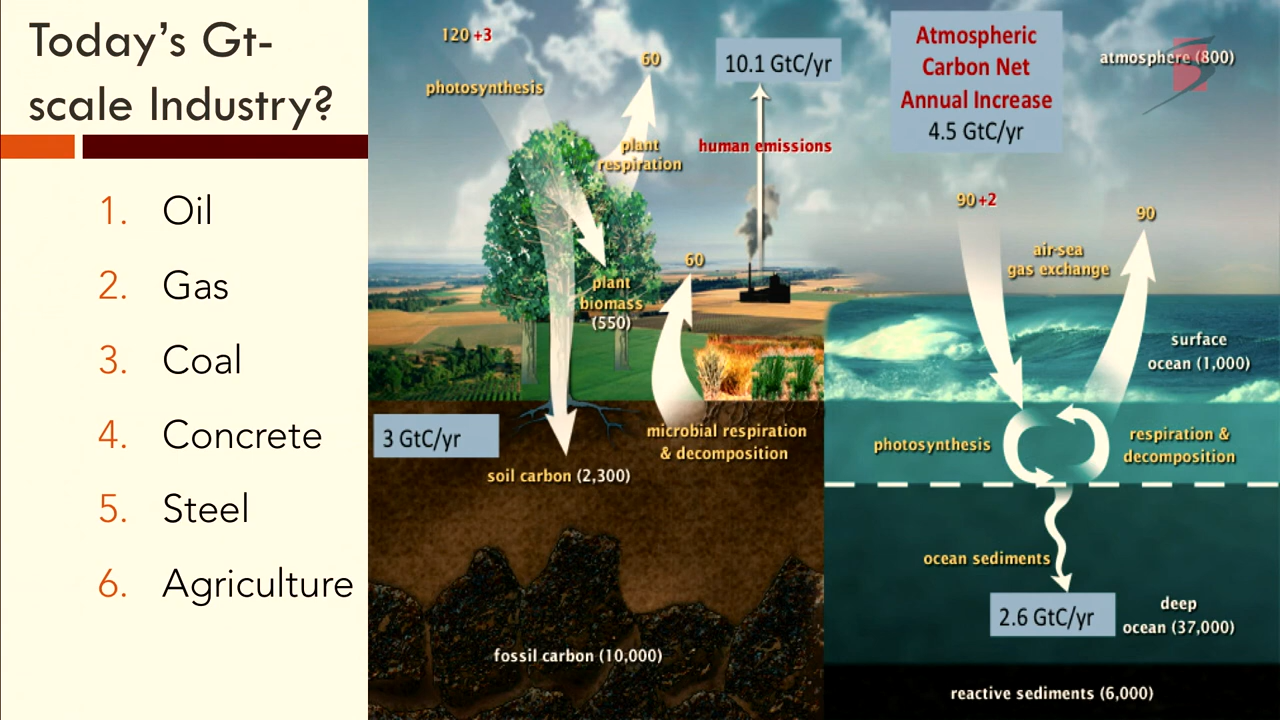 Today's Gt-
scale Industry?
1. Oil
2. Gas
3. Coal
4. Concrete
5. Steel
6. Agriculture
120 +3
photosynthesis
60
plant
respiration
10.1 GtC/yr
human emissions
Atmospheric
Carbon Net
Annual Increase
4.5 GtC/yr
atmosphere (800)
90 +2
90
air-sea
gas exchange
60
plant
biomass
(550)
surface
ocean (1,000)
3 GtC/yr
microbial respiration
& decomposition
soil carbon (2,300)
photosynthesis
respiration &
decomposition
ocean sediments
2.6 GtC/yr
deep
ocean (37,000)
fossil carbon (10,000)
reactive sediments (6,000)